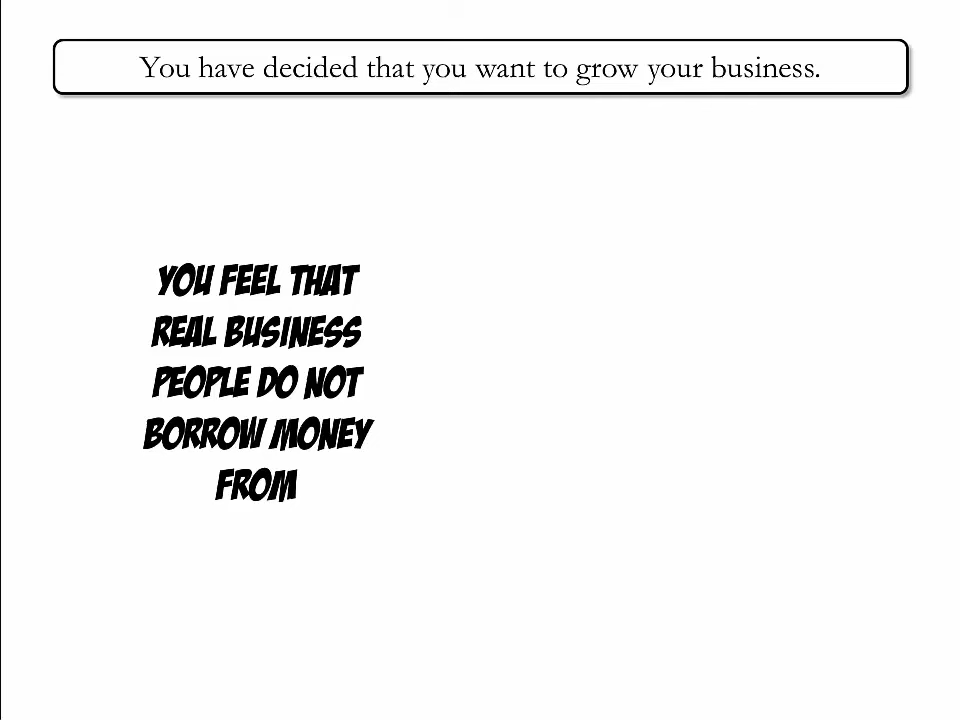 You have decided that you want to grow your business.
YOU FEEL THAT
REAL BUSINESS
PEOPLE DO NOT
BORROW MONEY
FROM